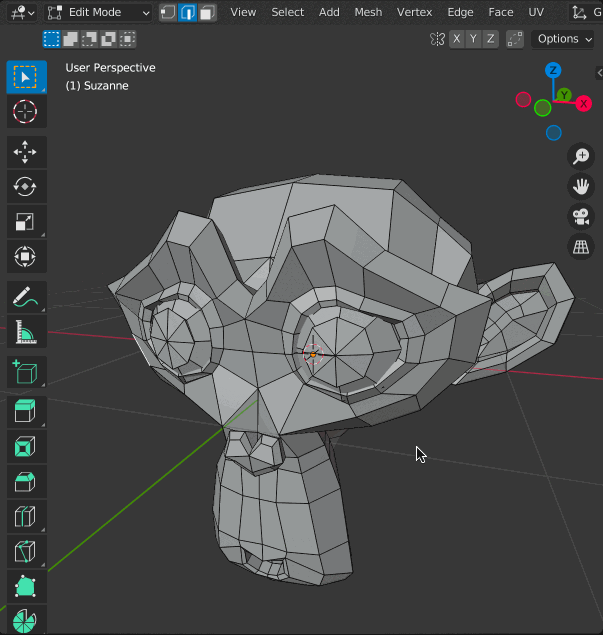 Edit Mode View Select Add Mesh Vertex Edge Face UV G
X Y Z Options
User Perspective
(1) Suzanne
Z
Y
X